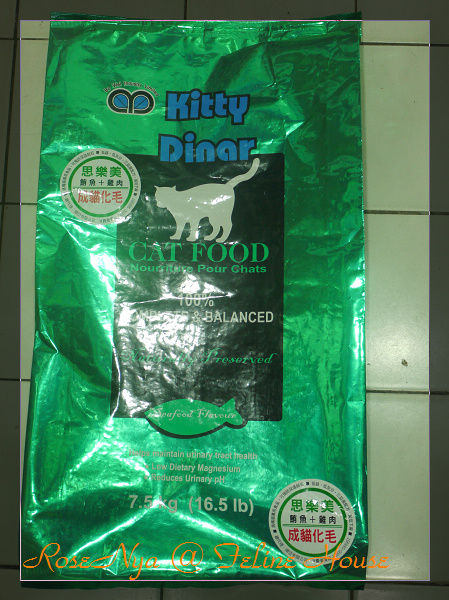 Kitty
Dinar
思樂美
鮪魚+雞肉
成貓化毛
CAT FOOD
Nourriture Pour Chats
100%
& BALANCED
Preserved
Seafood Flavour
maintain urinary tract health
Low Dietary Magnesium
Reduces Urinary pH
7.5 kg (16.5 lb)
思樂美
鮪魚+雞肉
成貓化毛
RoseNya @ Feline House